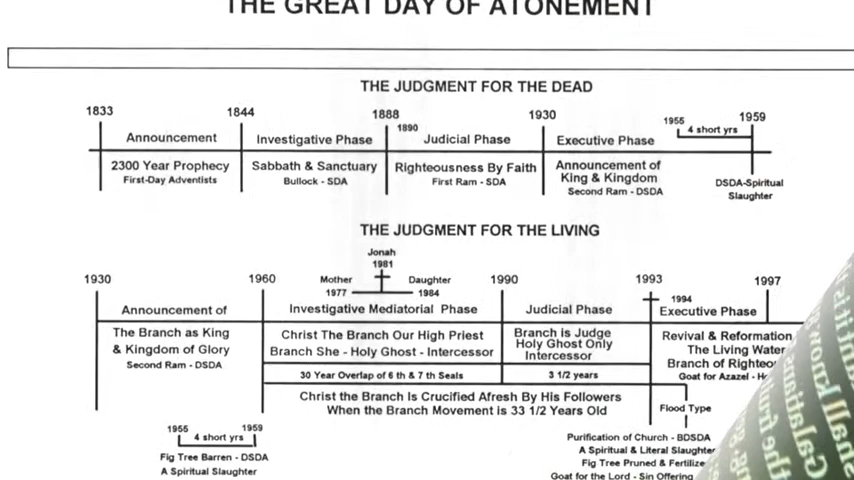 THE GREAT DAY OF ATONEMENT
THE JUDGMENT FOR THE DEAD
1833
1844
1888
1890
1930
1955
4 short yrs
1959
Announcement
Investigative Phase
Judicial Phase
Executive Phase
2300 Year Prophecy
First-Day Adventists
Sabbath & Sanctuary
Bullock - SDA
Righteousness By Faith
First Ram - SDA
Announcement of
King & Kingdom
Second Ram - DSDA
DSDA-Spiritual
Slaughter
THE JUDGMENT FOR THE LIVING
Jonah
1981
Mother
1977
Daughter
1984
1930
1960
1990
1993
1994
1997
Announcement of
Investigative Mediatorial Phase
Judicial Phase
Executive Phase
The Branch as King
& Kingdom of Glory
Second Ram - DSDA
Christ The Branch Our High Priest
Branch She - Holy Ghost - Intercessor
Branch is Judge
Holy Ghost Only
Intercessor
Revival & Reformation
The Living Water
Branch of
Goat for Azazel -
30 Year Overlap of 6 th & 7 th Seals
3 1/2 years
Christ the Branch is Crucified Afresh By His Followers
When the Branch Movement is 33 1/2 Years Old
Flood Type
1955
1959
4 short yrs
Fig Tree Barren - DSDA
A Spiritual Slaughter
Purification of Church - BDSDA
A Spiritual & Literal Slaughter
Fig Tree Pruned & Fertilize
Goat for the Lord - Sin Offering